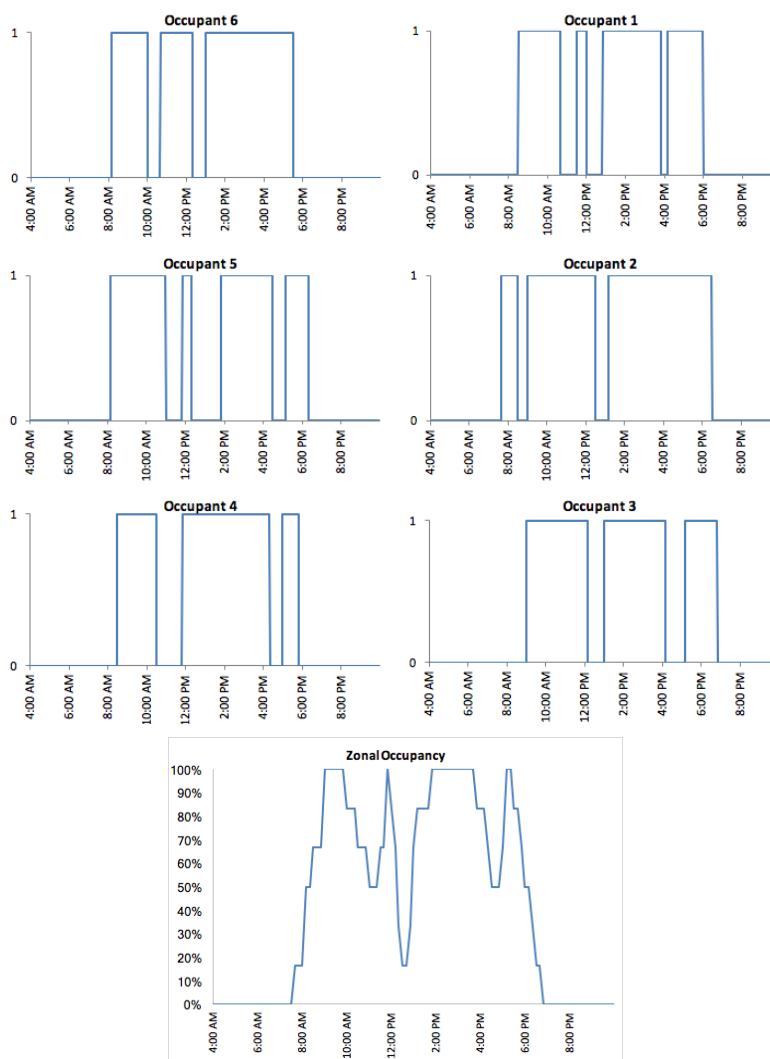 Occupant 6
1
0
4:00 AM
6:00 AM
8:00 AM
10:00 AM
12:00 PM
2:00 PM
4:00 PM
6:00 PM
8:00 PM
Occupant 1
1
0
4:00 AM
6:00 AM
8:00 AM
10:00 AM
12:00 PM
2:00 PM
4:00 PM
6:00 PM
8:00 PM
Occupant 5
1
0
4:00 AM
6:00 AM
8:00 AM
10:00 AM
12:00 PM
2:00 PM
4:00 PM
6:00 PM
8:00 PM
Occupant 2
1
0
4:00 AM
6:00 AM
8:00 AM
10:00 AM
12:00 PM
2:00 PM
4:00 PM
6:00 PM
8:00 PM
Occupant 4
1
0
4:00 AM
6:00 AM
8:00 AM
10:00 AM
12:00 PM
2:00 PM
4:00 PM
6:00 PM
8:00 PM
Occupant 3
1
0
4:00 AM
6:00 AM
8:00 AM
10:00 AM
12:00 PM
2:00 PM
4:00 PM
6:00 PM
8:00 PM
Zonal Occupancy
100%
90%
80%
70%
60%
50%
40%
30%
20%
10%
0%
4:00 AM
6:00 AM
8:00 AM
10:00 AM
12:00 PM
2:00 PM
4:00 PM
6:00 PM
8:00 PM